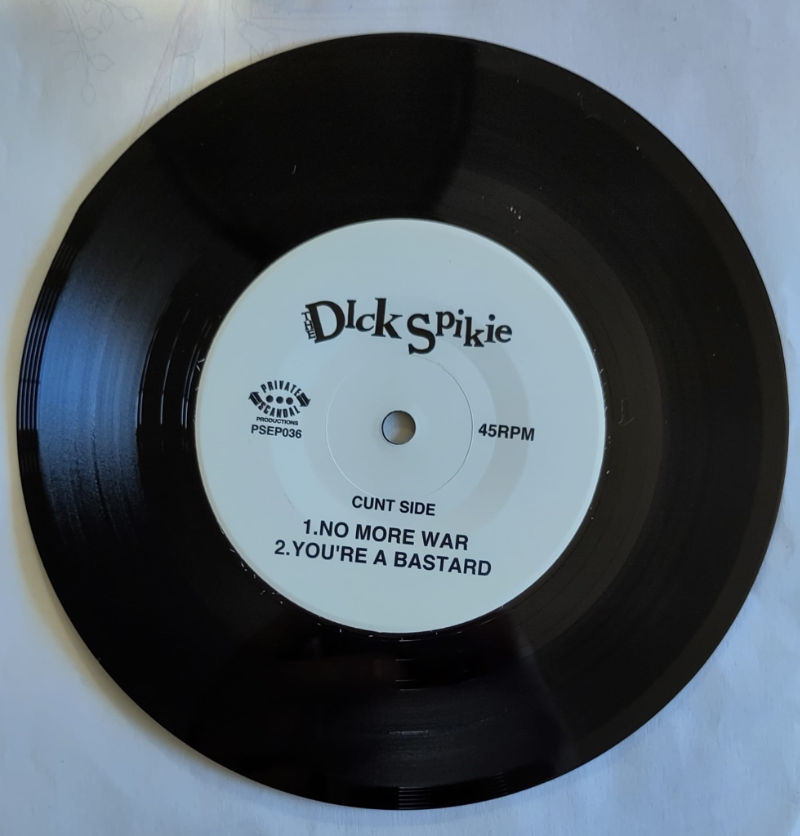 THE DIck Spikie
PRIVATE
SCANDAL
PRODUCTIONS
PSEP036
45RPM
CUNT SIDE
1.NO MORE WAR
2.YOU'RE A BASTARD